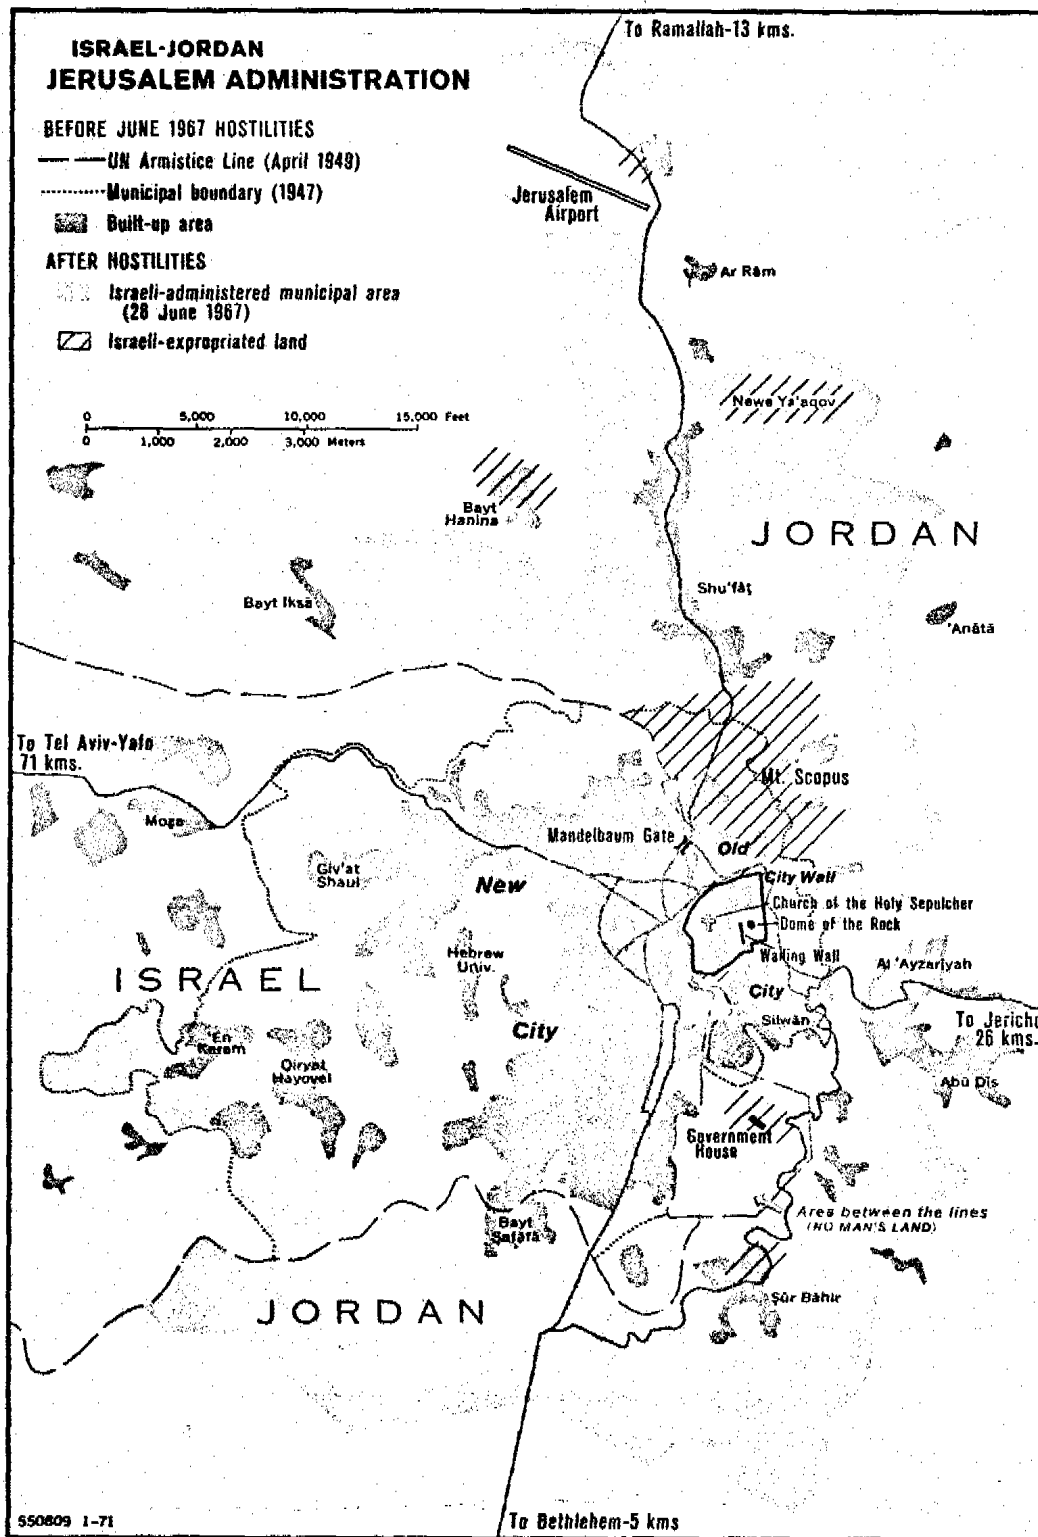 ISRAEL-JORDAN
JERUSALEM ADMINISTRATION
BEFORE JUNE 1967 HOSTILITIES
UN Armistice Line (April 1949)
Municipal boundary (1947)
Built-up area
AFTER HOSTILITIES
Israeli-administered municipal area
(28 June 1967)
Israeli-expropriated land
0 5,000 10,000 15,000 Feet
0 1,000 2,000 3,000 Meters
To Ramallah-13 kms.
Jerusalem
Airport
Ar Rām
Newe Ya'aqov
Bayt
Hanina
JORDAN
Bayt Iksā
Shu'fāţ
'Anātā
To Tel Aviv-Yafo
71 kms.
Moza
Mt. Scopus
Mandelbaum Gate
Old
Giv'at
Shaul
New
City Wall
Church of the Holy Sepulcher
Dome of the Rock
Hebrew
Univ.
Wailing Wall
Al 'Ayzariyah
ISRAEL
City
City
Silwān
To Jericho
26 kms.
En
Karem
Qiryat
Hayovel
Abū Dīs
Government
House
Area between the lines
(NO MAN'S LAND)
Bayt
Şafāfā
JORDAN
Şūr Bāhir
550809 1-71
To Bethlehem-5 kms